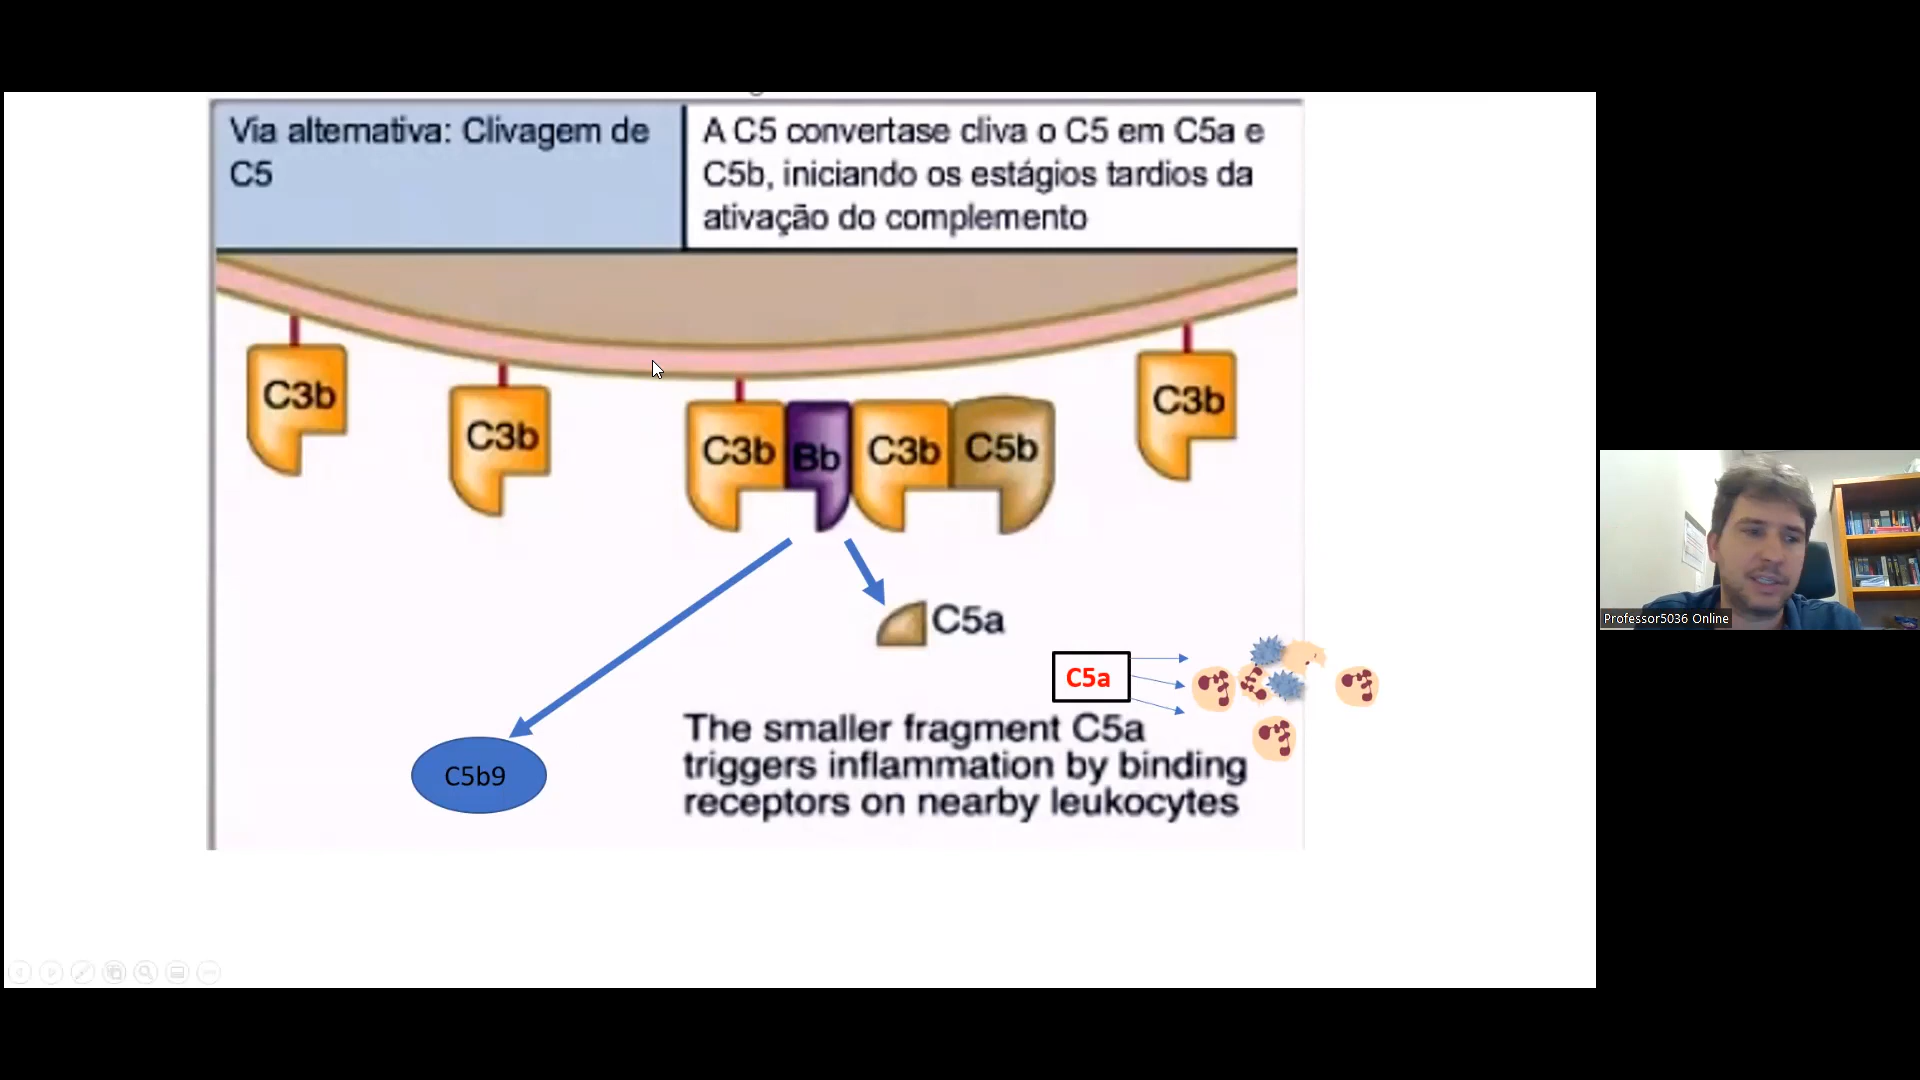 Via alternativa: Clivagem de
C5
A C5 convertase cliva o C5 em C5a e
C5b, iniciando os estágios tardios da
ativação do complemento
C3b
C3b
C3b
Bb
C3b
C5b
C3b
C5a
C5a
C5b9
The smaller fragment C5a
triggers inflammation by binding
receptors on nearby leukocytes
Professor5036 Online